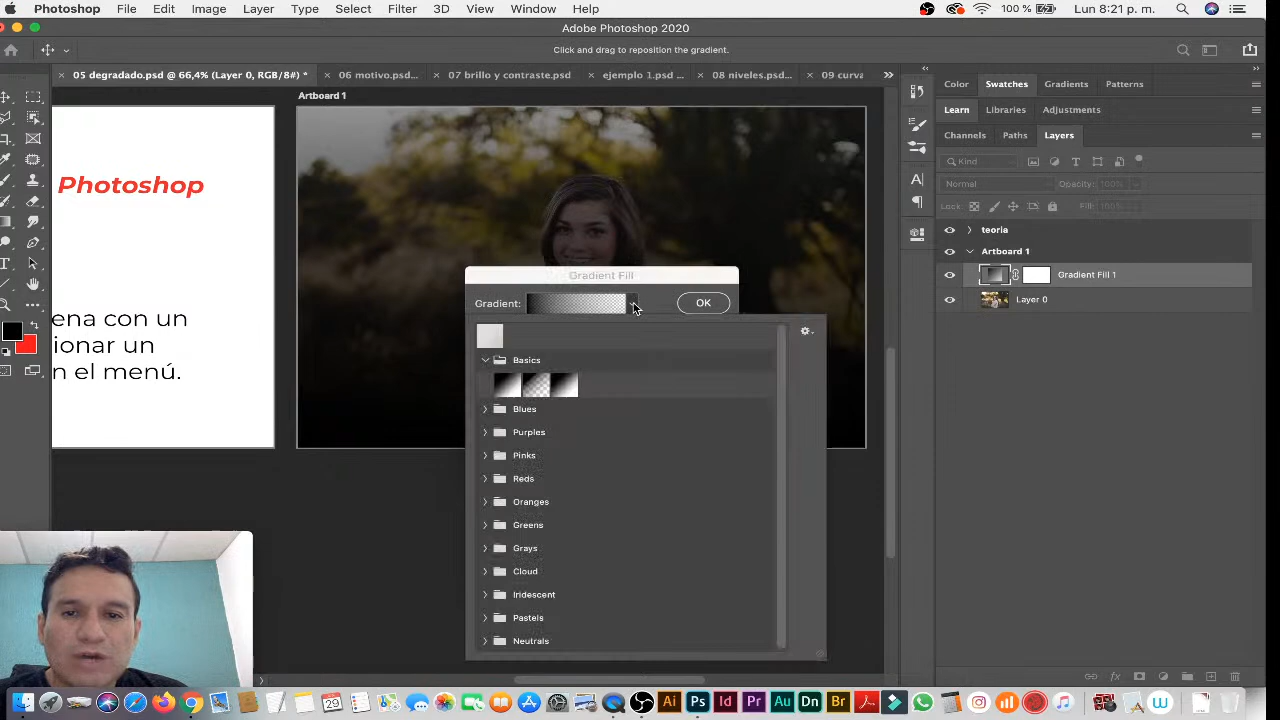 Photoshop File Edit Image Layer Type Select Filter 3D View Window Help 100 % Lun 8:21 p. m.
Adobe Photoshop 2020
Click and drag to reposition the gradient.
05 degradado.psd @ 66,4% (Layer 0, RGB/8#) * 06 motivo.psd... 07 brillo y contraste.psd ejemplo 1.psd ... 08 niveles.psd... 09 curva
Color Swatches Gradients Patterns
Artboard 1
Learn Libraries Adjustments
Channels Paths Layers
Kind
Normal Opacity: 100%
Photoshop
Lock: Fill: 100%
teoria
Artboard 1
Gradient Fill 1
Layer 0
Gradient Fill
Gradient: OK
ena con un
ionar un
n el menú.
Basics
Blues
Purples
Pinks
Reds
Oranges
Greens
Grays
Cloud
Iridescent
Pastels
Neutrals